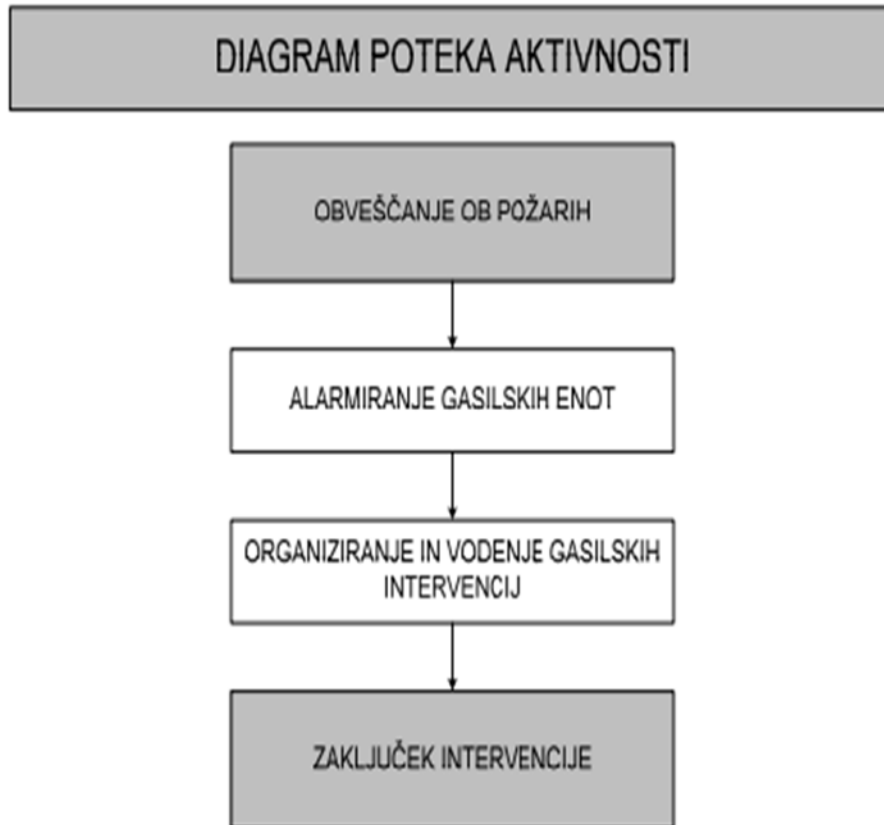 DIAGRAM POTEKA AKTIVNOSTI
OBVEŠČANJE OB POŽARIH
ALARMIRANJE GASILSKIH ENOT
ORGANIZIRANJE IN VODENJE GASILSKIH
INTERVENCIJ
ZAKLJUČEK INTERVENCIJE